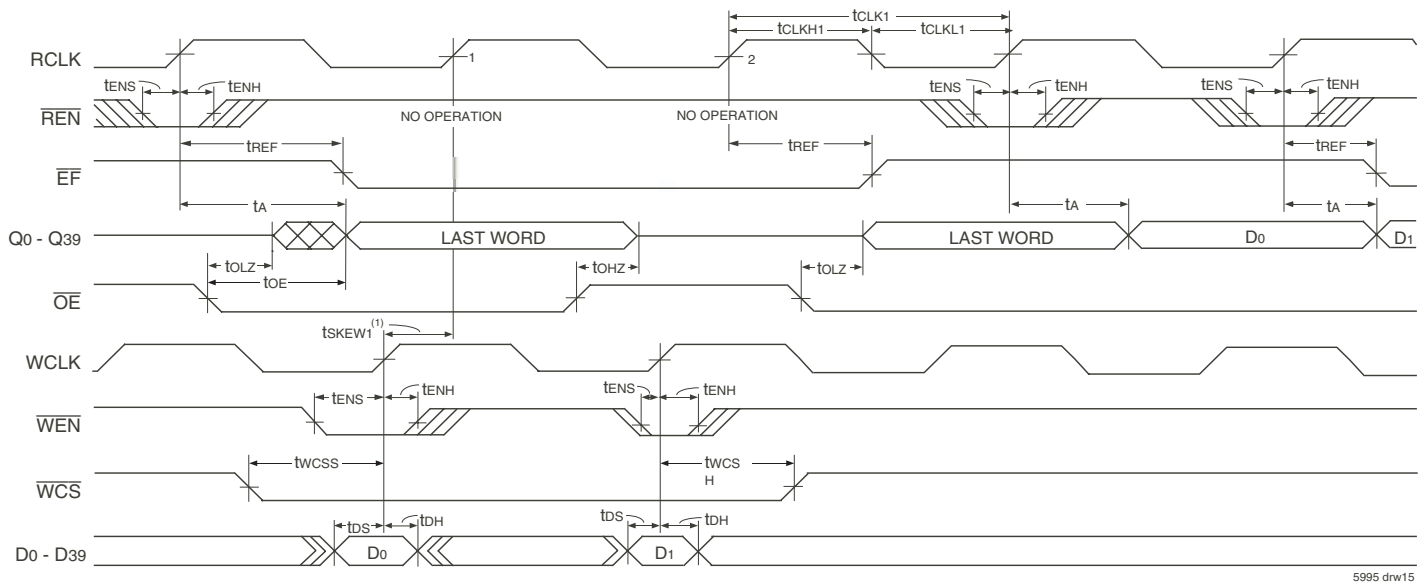 tCLK1
tCLKH1 tCLKL1
RCLK 1 2
tENS tENH tENS tENH tENS tENH
REN NO OPERATION NO OPERATION
tREF tREF tREF
EF
tA tA tA
Q0 - Q39 LAST WORD LAST WORD D0 D1
tOLZ tOHZ tOLZ
tOE
OE
tSKEW1(1)
WCLK
tENS tENH tENS tENH
WEN
tWCSS tWCS
H
WCS
tDS tDH tDS tDH
D0 - D39 D0 D1
5995 drw15